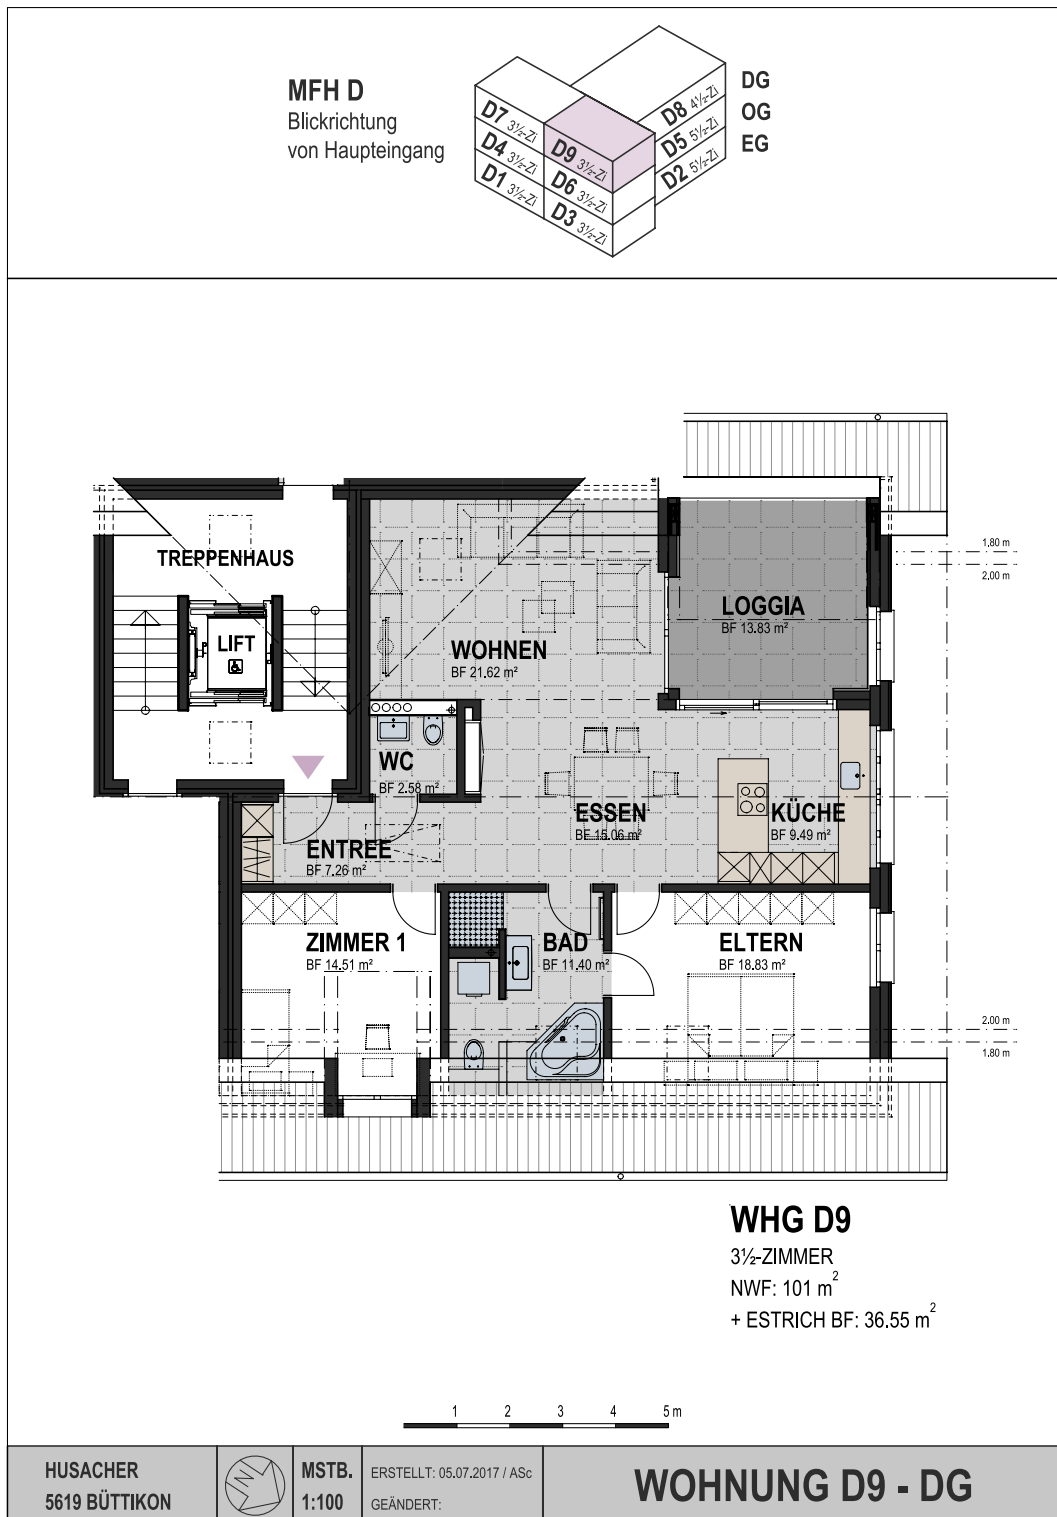 MFH D
Blickrichtung
von Haupteingang
DG
OG
EG
D7 3½-Zi
D9 3½-Zi
D8 4½-Zi
D4 3½-Zi
D6 3½-Zi
D5 5½-Zi
D1 3½-Zi
D3 3½-Zi
D2 5½-Zi
1.80 m
2.00 m
TREPPENHAUS
LIFT
WOHNEN
BF 21.62 m²
LOGGIA
BF 13.83 m²
WC
BF 2.58 m²
ESSEN
BF 15.06 m²
KÜCHE
BF 9.49 m²
ENTREE
BF 7.26 m²
ZIMMER 1
BF 14.51 m²
BAD
BF 11.40 m²
ELTERN
BF 18.83 m²
2.00 m
1.80 m
WHG D9
3½-ZIMMER
NWF: 101 m²
+ ESTRICH BF: 36.55 m²
1 2 3 4 5 m
HUSACHER
5619 BÜTTIKON
N
MSTB.
1:100
ERSTELLT: 05.07.2017 / ASc
GEÄNDERT:
WOHNUNG D9 - DG